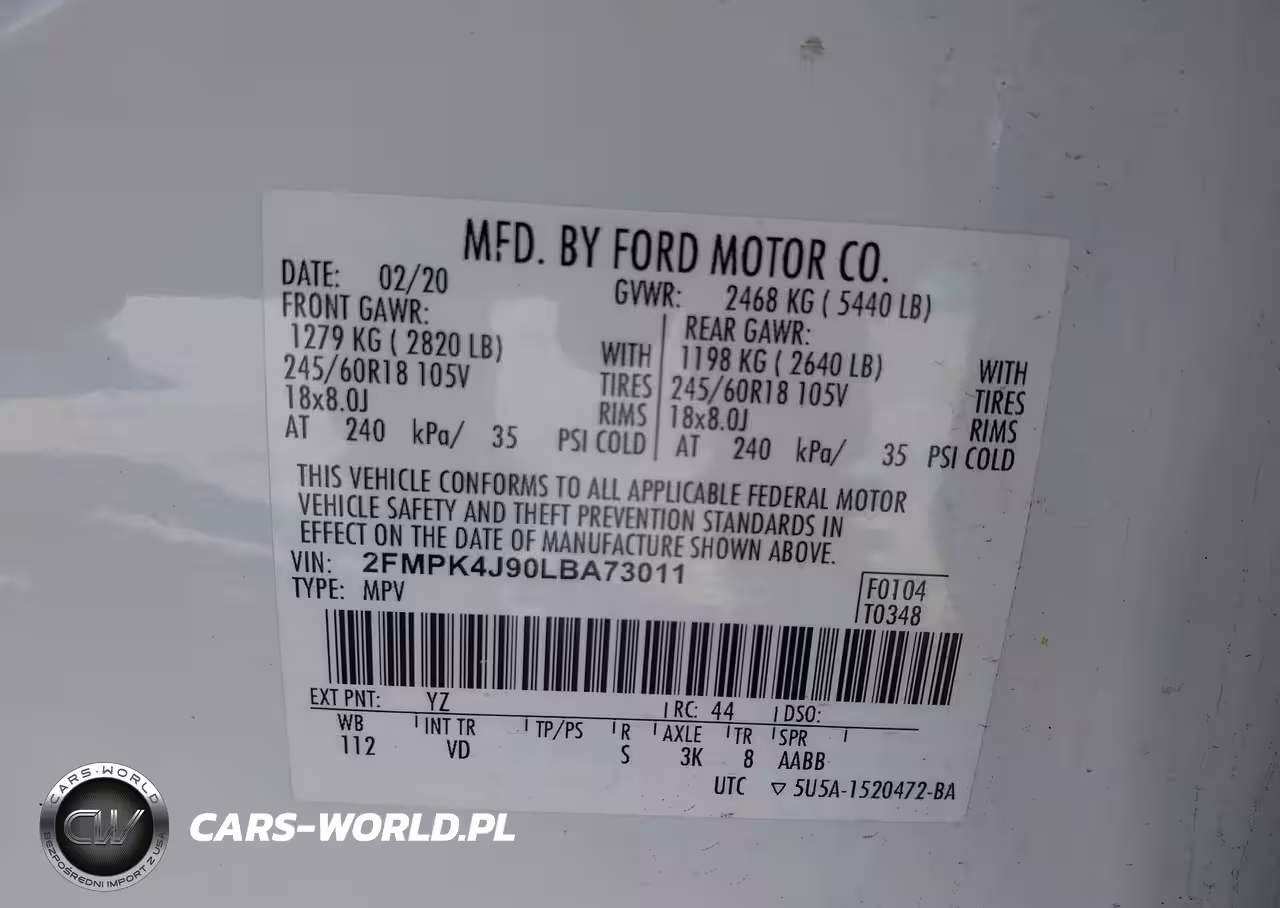 MFD. BY FORD MOTOR CO.
DATE: 02/20 GVWR: 2468 KG ( 5440 LB)
FRONT GAWR: REAR GAWR:
1279 KG ( 2820 LB) WITH 1198 KG ( 2640 LB) WITH
245/60R18 105V TIRES 245/60R18 105V TIRES
18x8.0J RIMS 18x8.0J RIMS
AT 240 kPa/ 35 PSI COLD AT 240 kPa/ 35 PSI COLD
THIS VEHICLE CONFORMS TO ALL APPLICABLE FEDERAL MOTOR
VEHICLE SAFETY AND THEFT PREVENTION STANDARDS IN
EFFECT ON THE DATE OF MANUFACTURE SHOWN ABOVE.
VIN: 2FMPK4J90LBA73011
TYPE: MPV
F0104
T0348
EXT PNT: YZ RC: 44 DSO:
WB INT TR TP/PS R AXLE TR SPR
112 VD S 3K 8 AABB
UTC ▽ 5U5A-1520472-BA
CARS-WORLD
CW
BEZPOŚREDNI IMPORT Z USA
CARS-WORLD.PL